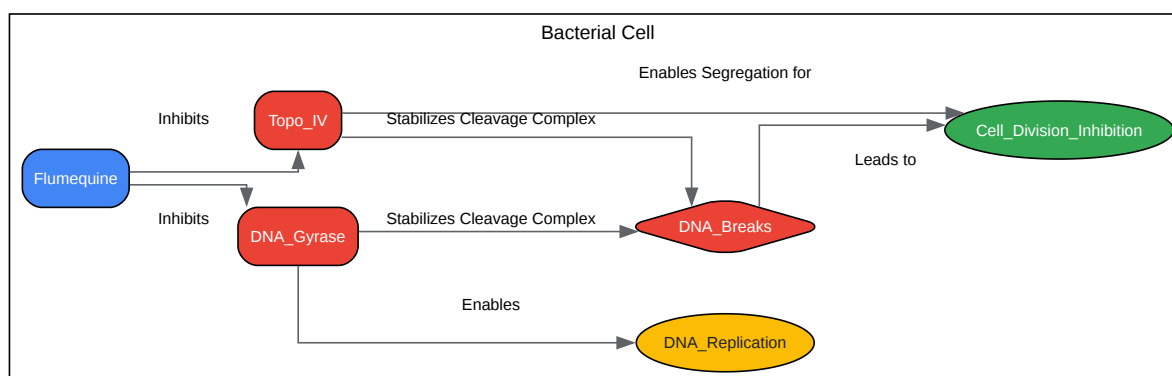 Bacterial Cell
Enables Segregation for
Inhibits
Topo_IV
Stabilizes Cleavage Complex
Cell_Division_Inhibition
Leads to
Flumequine
Inhibits
DNA_Gyrase
Stabilizes Cleavage Complex
DNA_Breaks
Enables
DNA_Replication